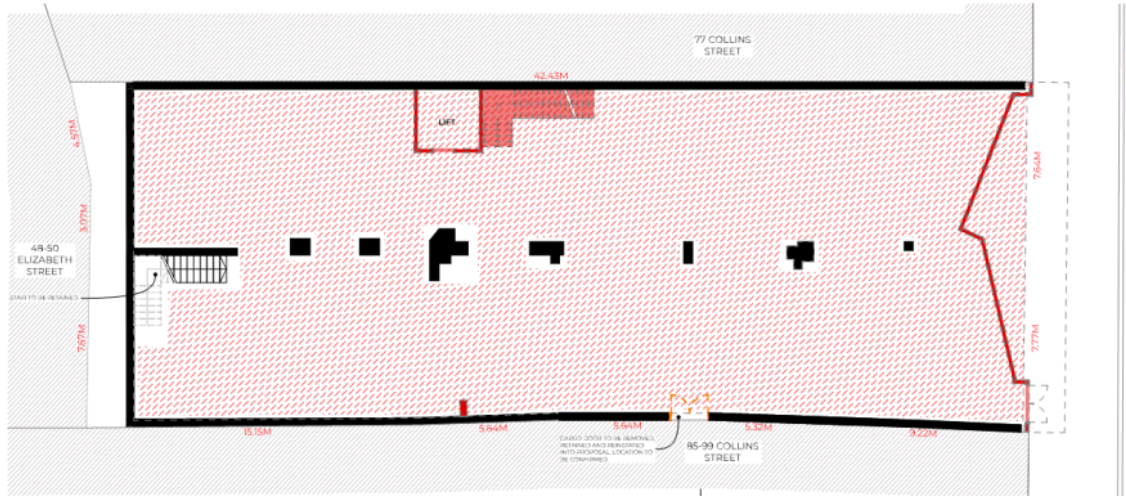 77 COLLINS
STREET
42.43M
LIFT
4.57M
7.64M
3.07M
48-50
ELIZABETH
STREET
STAIR TO BE RETAINED
7.67M
7.77M
15.15M
5.64M
5.64M
5.32M
9.22M
CARGO DOOR TO BE REMOVED,
RETAINED AND REINSTATED
INTO PROPOSAL. LOCATION TO
BE CONFIRMED.
85-99 COLLINS
STREET